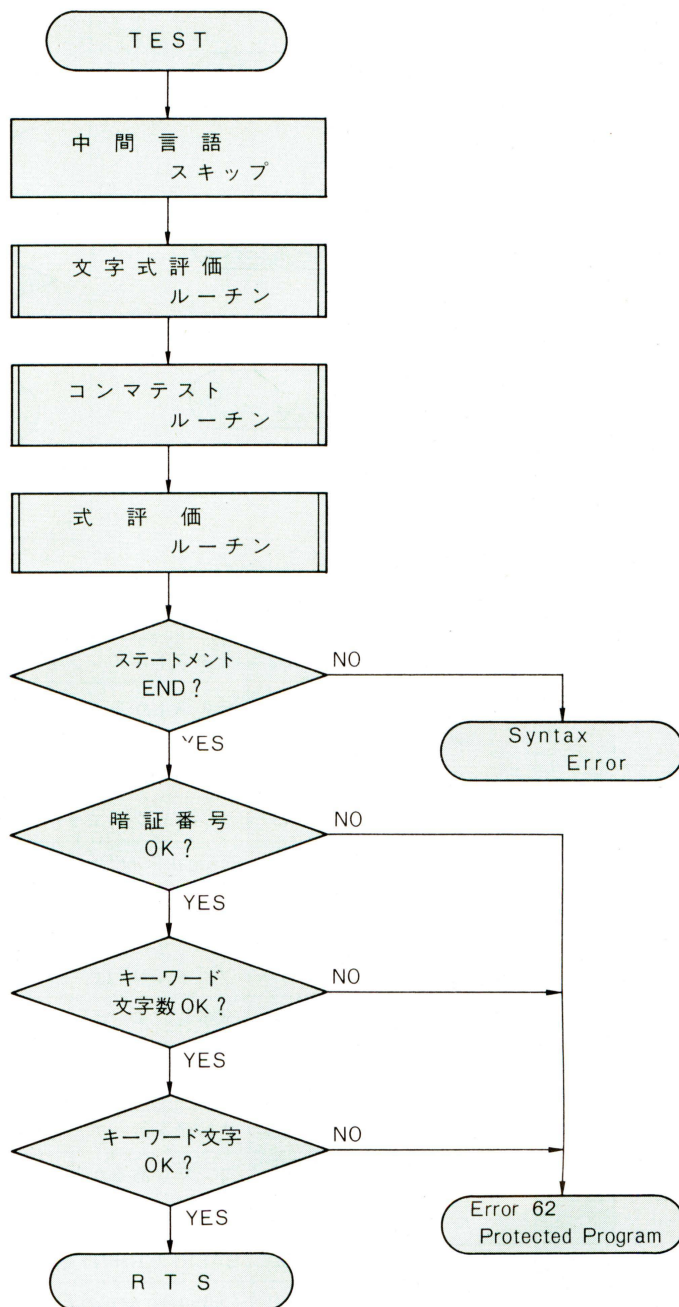 TEST
中間言語
スキップ
文字式評価
ルーチン
コンマテスト
ルーチン
式評価
ルーチン
ステートメント
END?
NO
YES
Syntax
Error
暗証番号
OK?
NO
YES
キーワード
文字数OK?
NO
YES
キーワード文字
OK?
NO
YES
Error 62
Protected Program
RTS